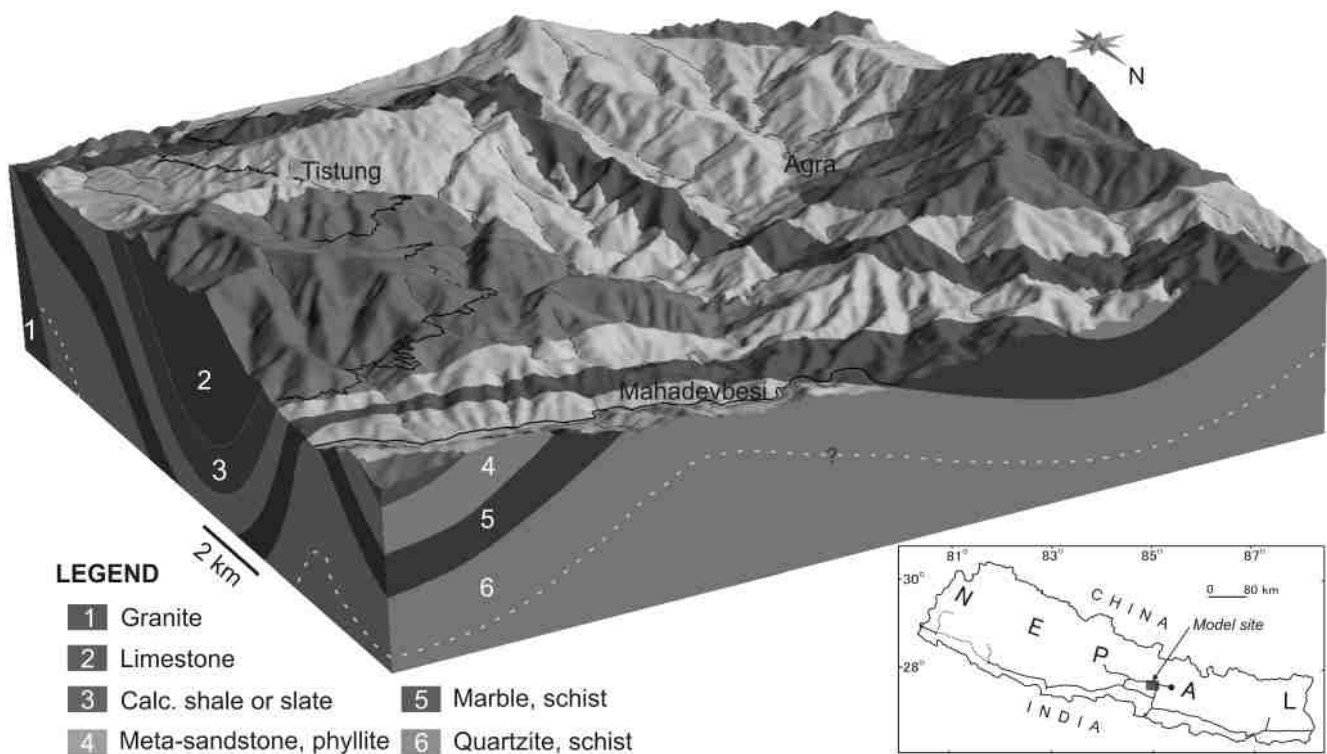 N
Tistung
Agra
1
2
Mahadevbesi
3
4
?
5
2 km
6
LEGEND
1 Granite
2 Limestone
3 Calc. shale or slate
4 Meta-sandstone, phyllite
5 Marble, schist
6 Quartzite, schist
81° 83° 85° 87°
30°
28°
CHINA
0 80 km
Model site
N E P A L
INDIA